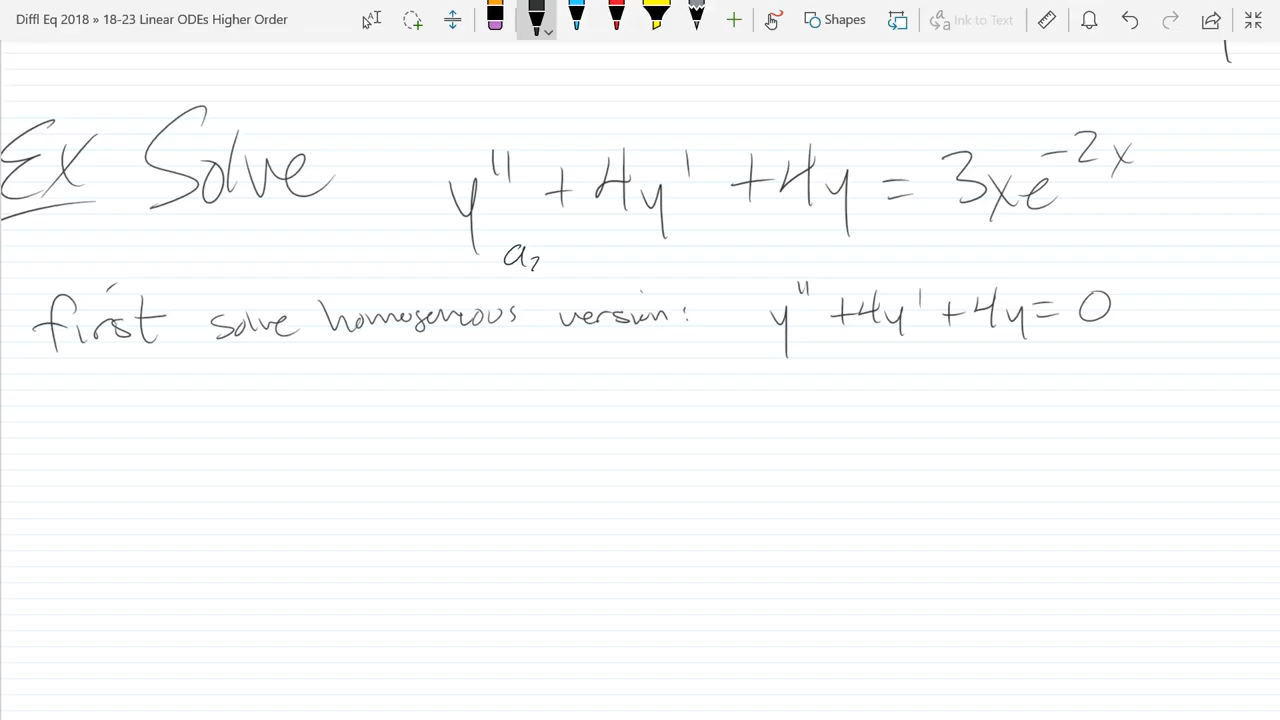 Diffl Eq 2018 » 18-23 Linear ODEs Higher Order
Shapes
Link to Text
Ex Solve y'' + 4y' + 4y = 3xe^{-2x}
a₂
first solve homogeneous version: y'' + 4y' + 4y = 0